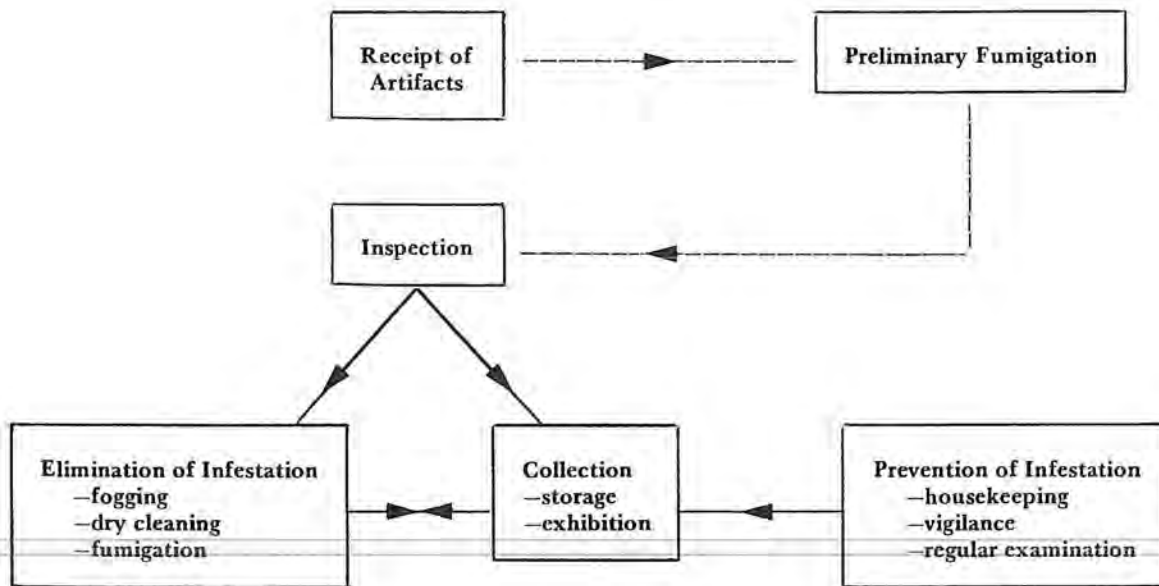 Receipt of
Artifacts
Preliminary Fumigation
Inspection
Elimination of Infestation
—fogging
—dry cleaning
—fumigation
Collection
—storage
—exhibition
Prevention of Infestation
—housekeeping
—vigilance
—regular examination